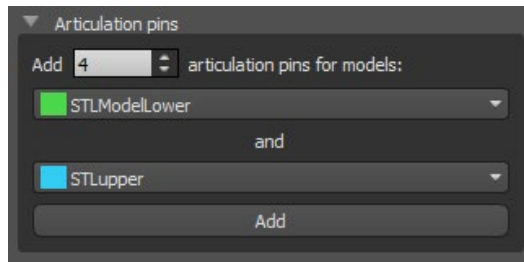 Articulation pins
Add 4 articulation pins for models:
STLModelLower
and
STLupper
Add